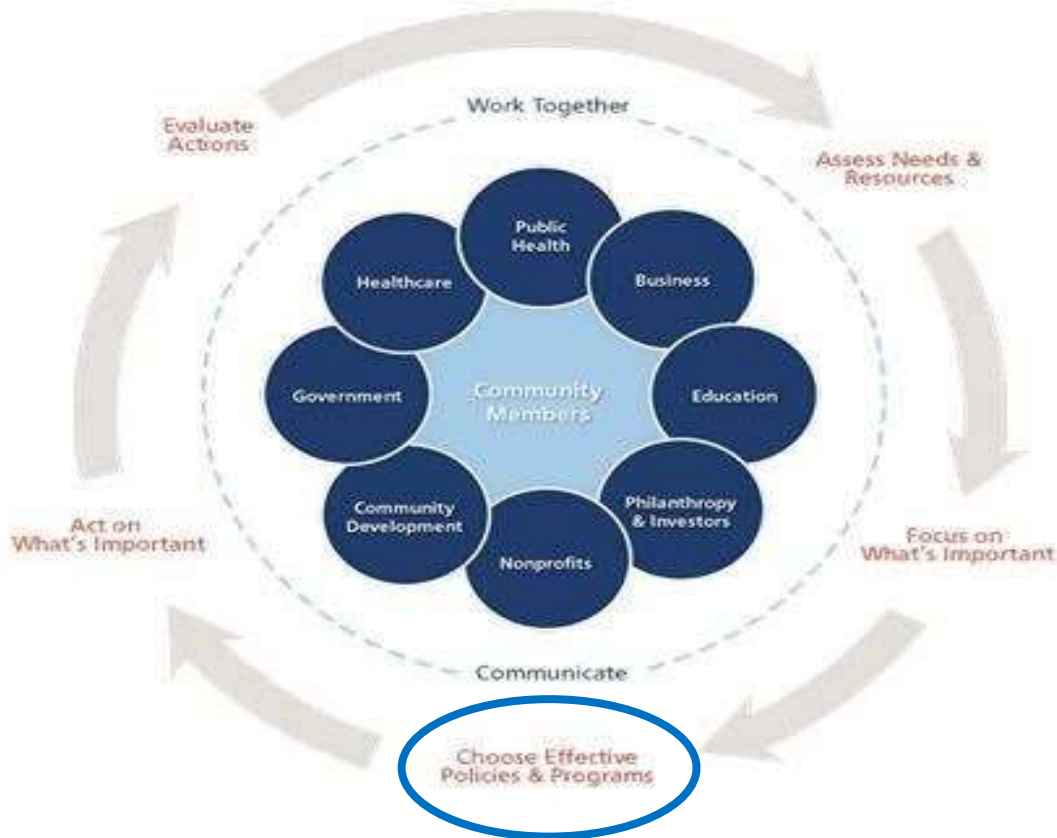 Work Together
Evaluate
Actions
Assess Needs &
Resources
Public
Health
Healthcare
Business
Government
Community
Members
Education
Community
Development
Philanthropy
& Investors
Nonprofits
Act on
What's Important
Focus on
What's Important
Communicate
Choose Effective
Policies & Programs